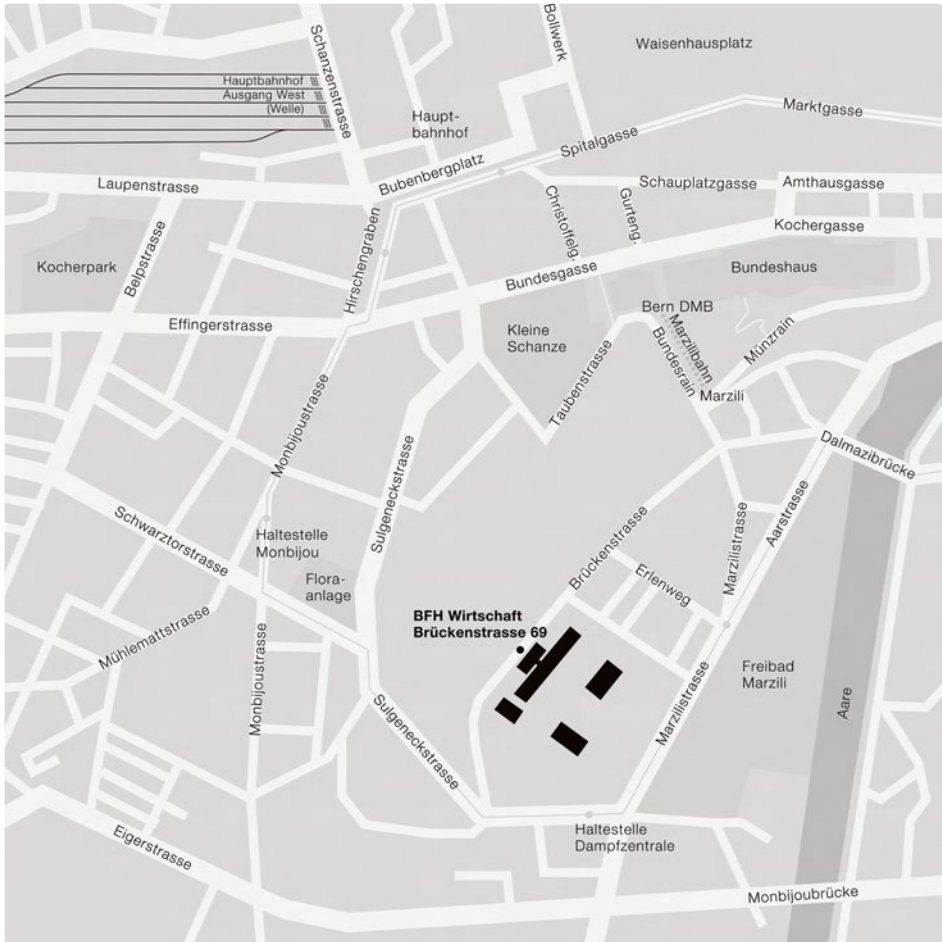 Bollwerk
Schanzenstrasse
Waisenhausplatz
Hauptbahnhof
Ausgang West
(Welle)
Marktgasse
Haupt-
bahnhof
Spitalgasse
Bubenbergplatz
Laupenstrasse
Schauplatzgasse
Amthausgasse
Christoffelg.
Gurteng.
Kochergasse
Hirschengraben
Belpstrasse
Kocherpark
Bundesgasse
Bundeshaus
Bern DMB
Effingerstrasse
Kleine
Schanze
Marzilibahn
Münzrain
Bundesrain
Taubenstrasse
Marzili
Monbijoustrasse
Dalmazibrücke
Sulgeneckstrasse
Aarstrasse
Schwarztorstrasse
Haltestelle
Monbijou
Brückenstrasse
Marzilistrasse
Flora-
anlage
Erlenweg
BFH Wirtschaft
Brückenstrasse 69
Mühlemattstrasse
Monbijoustrasse
Freibad
Marzili
Marzilistrasse
Aare
Sulgeneckstrasse
Haltestelle
Dampfzentrale
Eigerstrasse
Monbijoubrücke